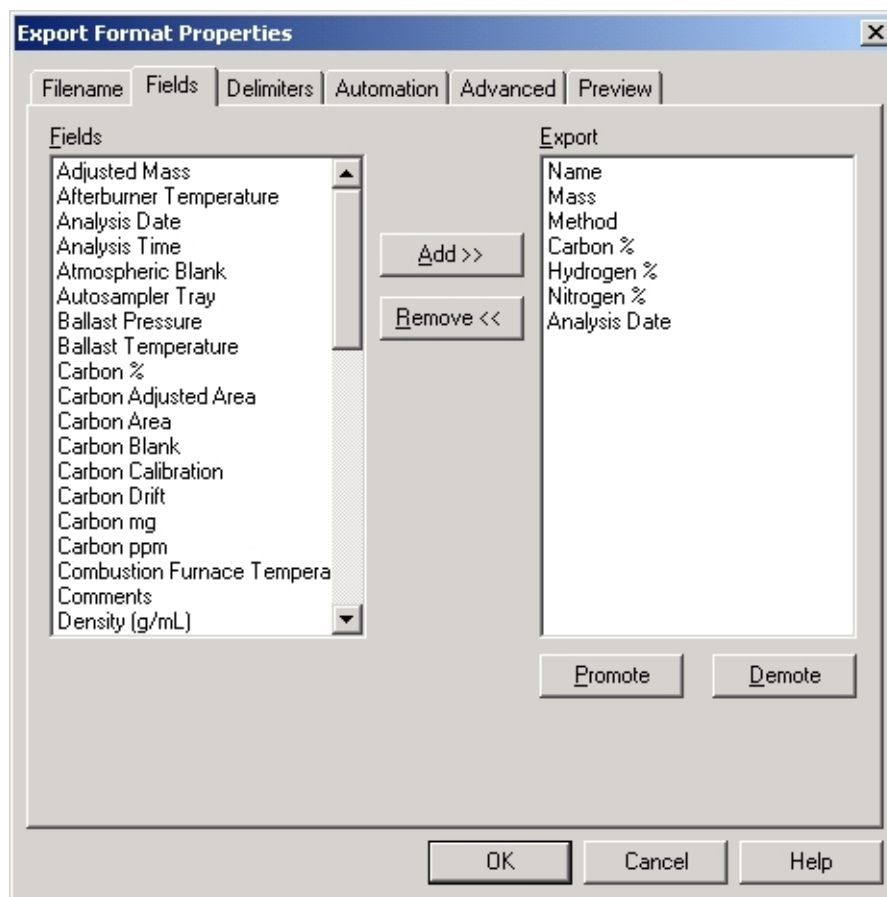 Export Format Properties
Filename Fields Delimiters Automation Advanced Preview
Fields
Adjusted Mass
Afterburner Temperature
Analysis Date
Analysis Time
Atmospheric Blank
Autosampler Tray
Ballast Pressure
Ballast Temperature
Carbon %
Carbon Adjusted Area
Carbon Area
Carbon Blank
Carbon Calibration
Carbon Drift
Carbon mg
Carbon ppm
Combustion Furnace Tempera
Comments
Density (g/mL)
Add >>
Remove <<
Export
Name
Mass
Method
Carbon %
Hydrogen %
Nitrogen %
Analysis Date
Promote Demote
OK Cancel Help